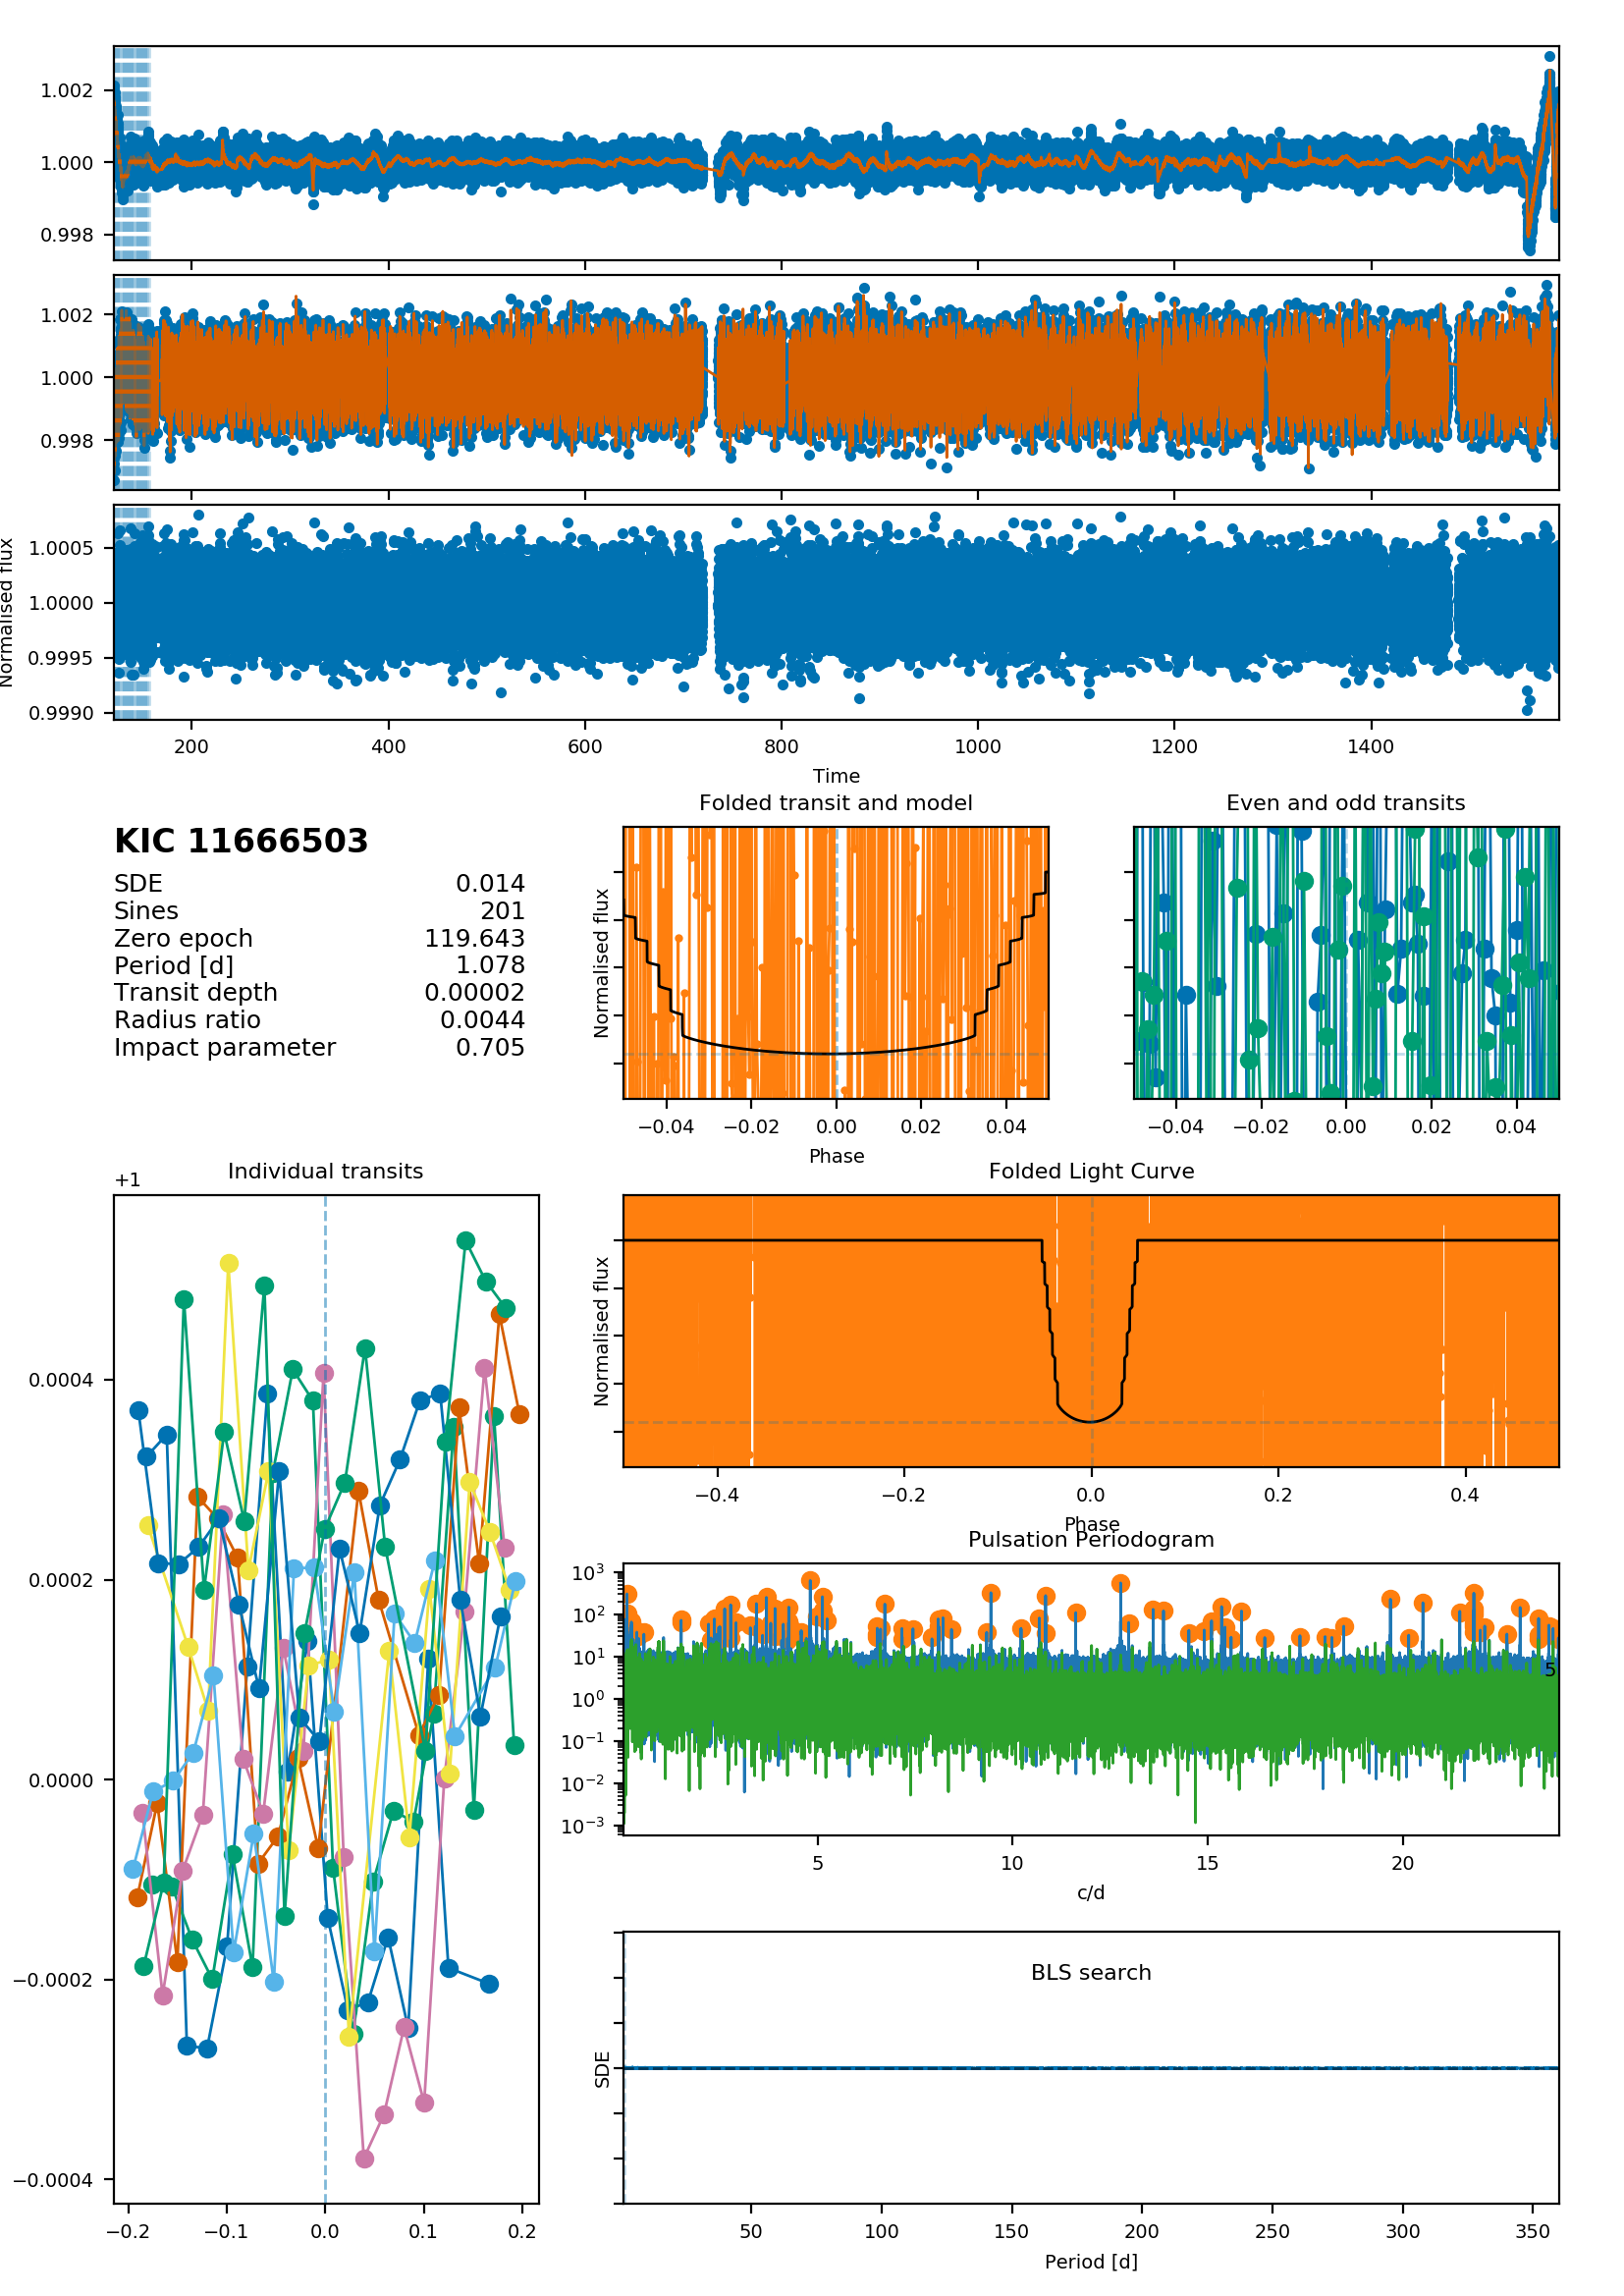 1.002
1.000
0.998
1.002
1.000
0.998
1.0005
1.0000
0.9995
0.9990
Normalised flux
200 400 600 800 1000 1200 1400
Time
KIC 11666503
SDE 0.014
Sines 201
Zero epoch 119.643
Period [d] 1.078
Transit depth 0.00002
Radius ratio 0.0044
Impact parameter 0.705
Folded transit and model
Normalised flux
−0.04 −0.02 0.00 0.02 0.04
Phase
Even and odd transits
−0.04 −0.02 0.00 0.02 0.04
Individual transits
+1
0.0004
0.0002
0.0000
−0.0002
−0.0004
−0.2 −0.1 0.0 0.1 0.2
Folded Light Curve
Normalised flux
−0.4 −0.2 0.0 0.2 0.4
Phase
Pulsation Periodogram
10³
10²
10¹
10⁰
10⁻¹
10⁻²
10⁻³
5
5 10 15 20
c/d
BLS search
SDE
50 100 150 200 250 300 350
Period [d]